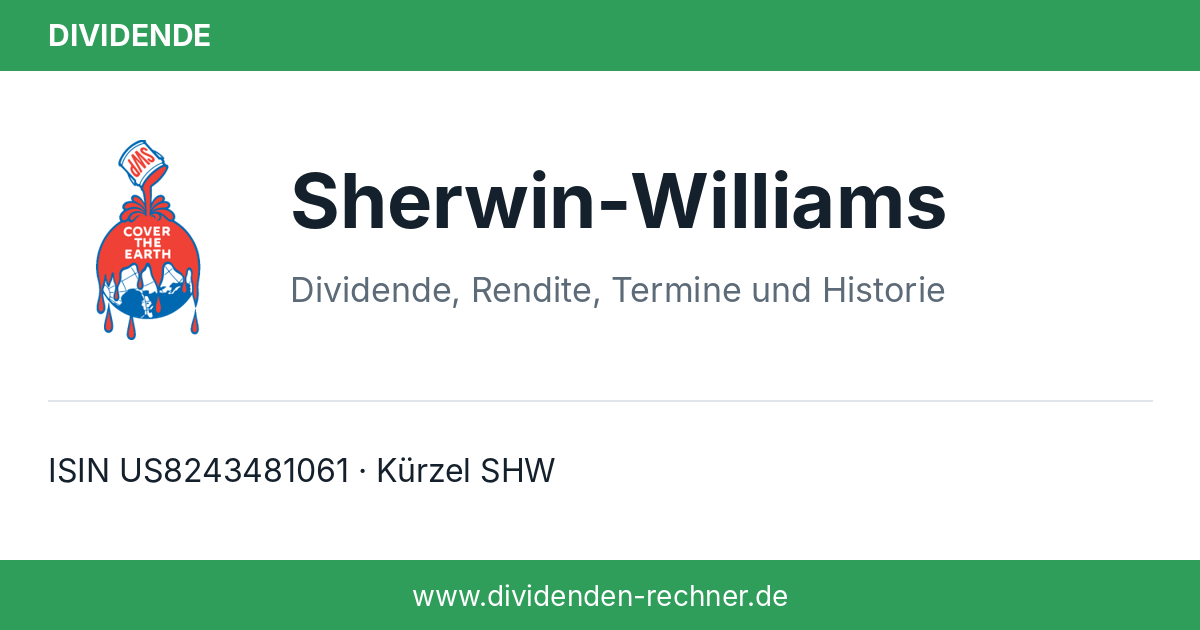 DIVIDENDE
SWP
COVER
THE
EARTH
Sherwin-Williams
Dividende, Rendite, Termine und Historie
ISIN US8243481061 · Kürzel SHW
www.dividenden-rechner.de